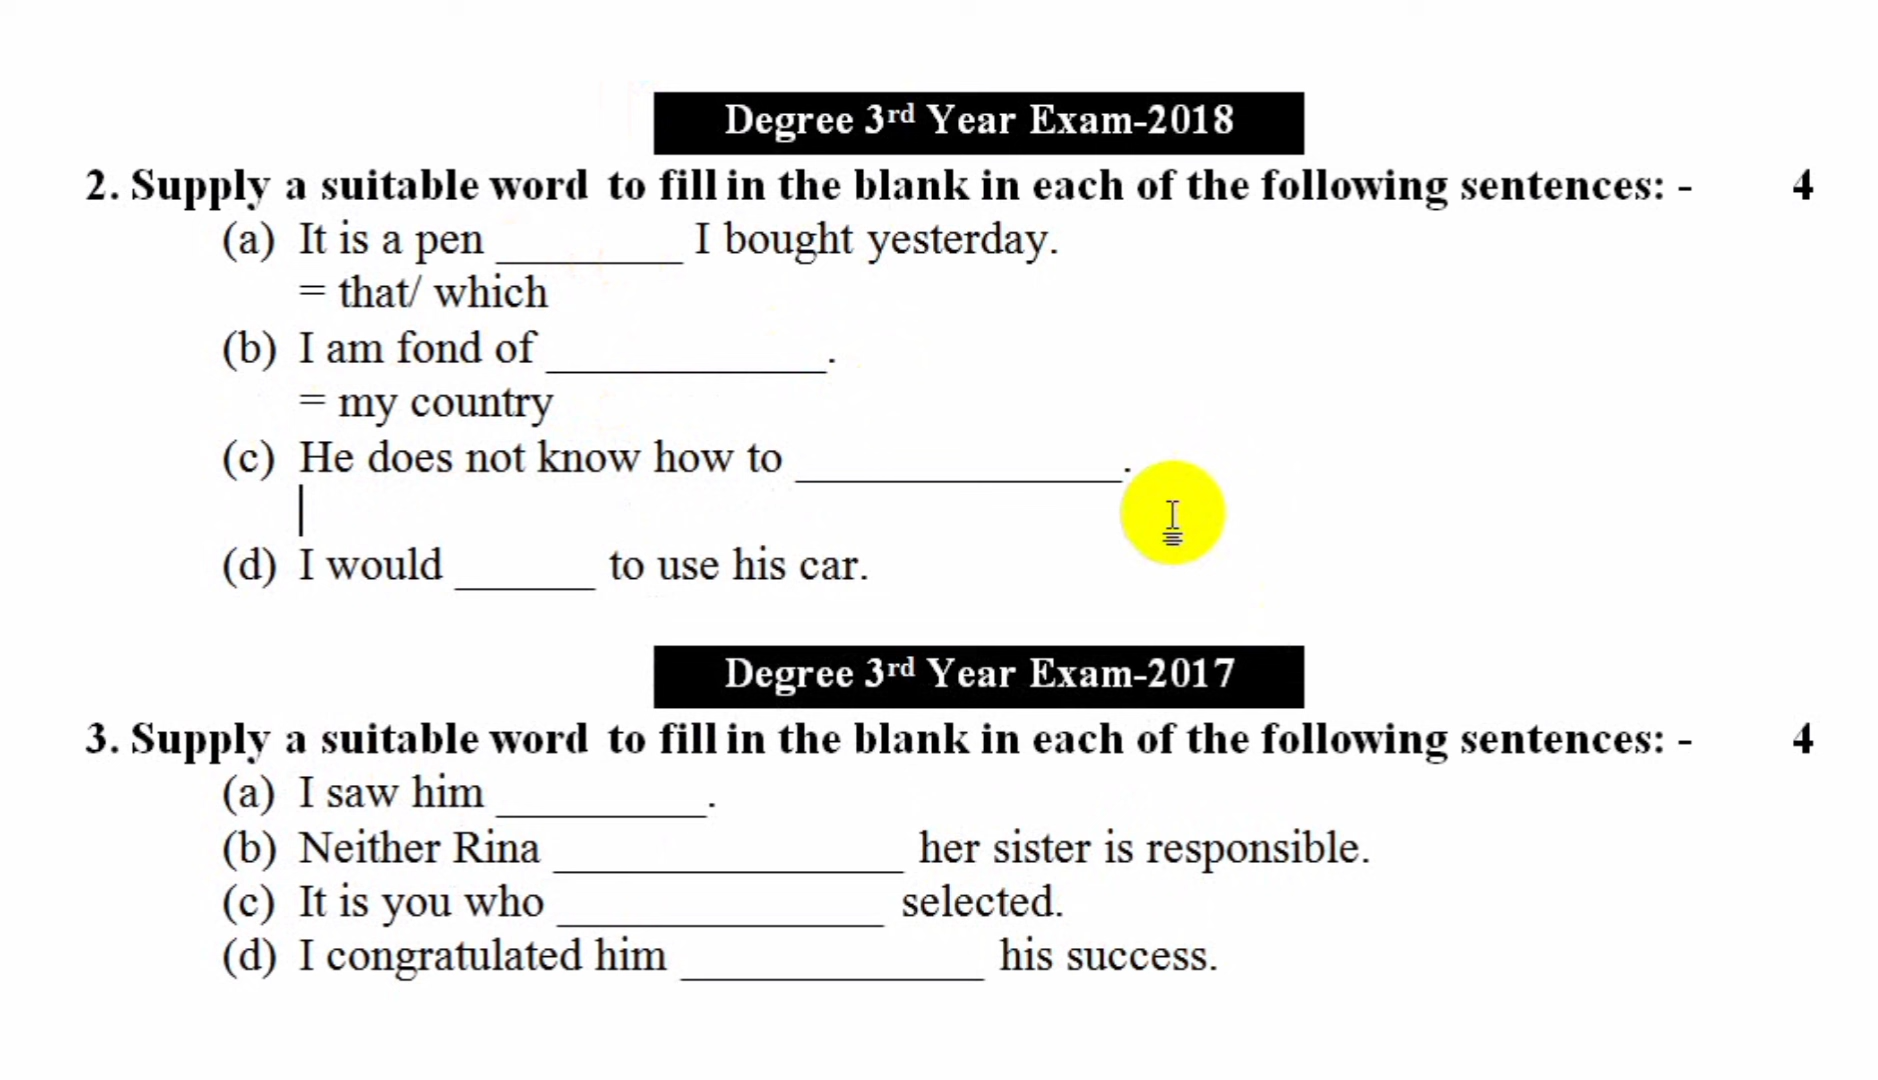 Degree 3rd Year Exam-2018
2. Supply a suitable word to fill in the blank in each of the following sentences: - 4
(a) It is a pen ________ I bought yesterday.
= that/ which
(b) I am fond of ____________.
= my country
(c) He does not know how to ______________.
(d) I would ______ to use his car.
Degree 3rd Year Exam-2017
3. Supply a suitable word to fill in the blank in each of the following sentences: - 4
(a) I saw him _________.
(b) Neither Rina _______________ her sister is responsible.
(c) It is you who ______________ selected.
(d) I congratulated him _____________ his success.